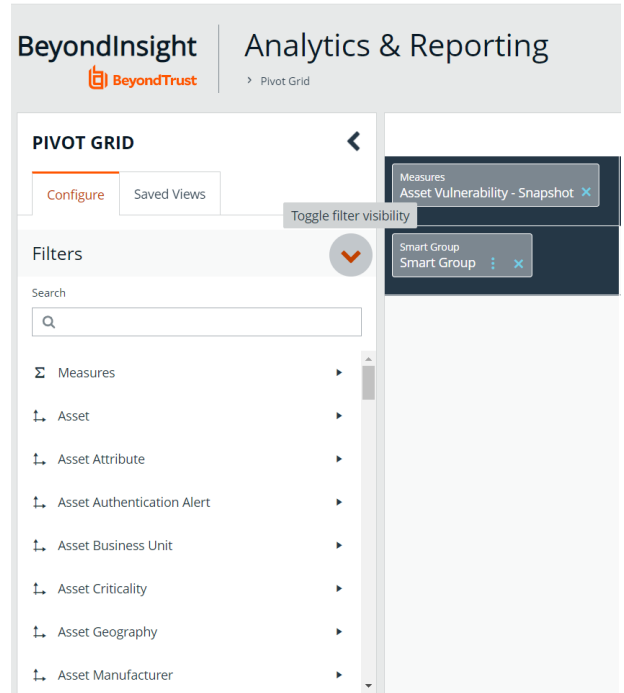 BeyondInsight
BeyondTrust
Analytics & Reporting
> Pivot Grid
PIVOT GRID
Configure
Saved Views
Toggle filter visibility
Filters
Search
Σ Measures
Asset
Asset Attribute
Asset Authentication Alert
Asset Business Unit
Asset Criticality
Asset Geography
Asset Manufacturer
Measures
Asset Vulnerability - Snapshot ×
Smart Group
Smart Group ⋮ ×